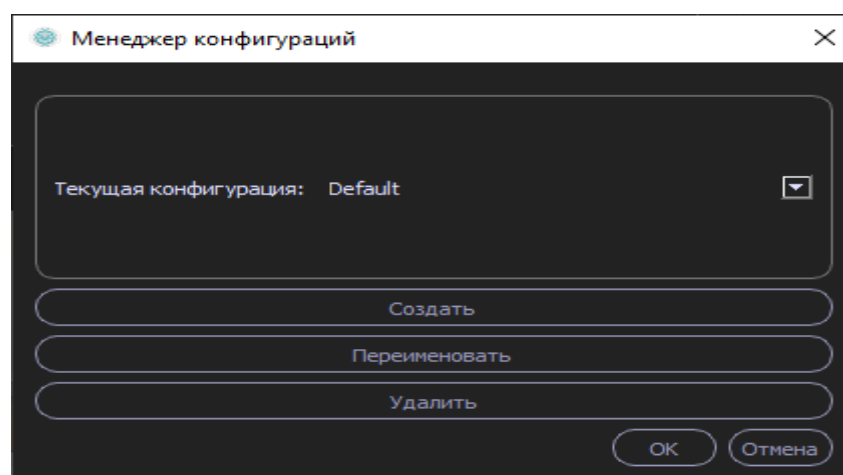 Менеджер конфигураций
Текущая конфигурация: Default
Создать
Переименовать
Удалить
OK Отмена